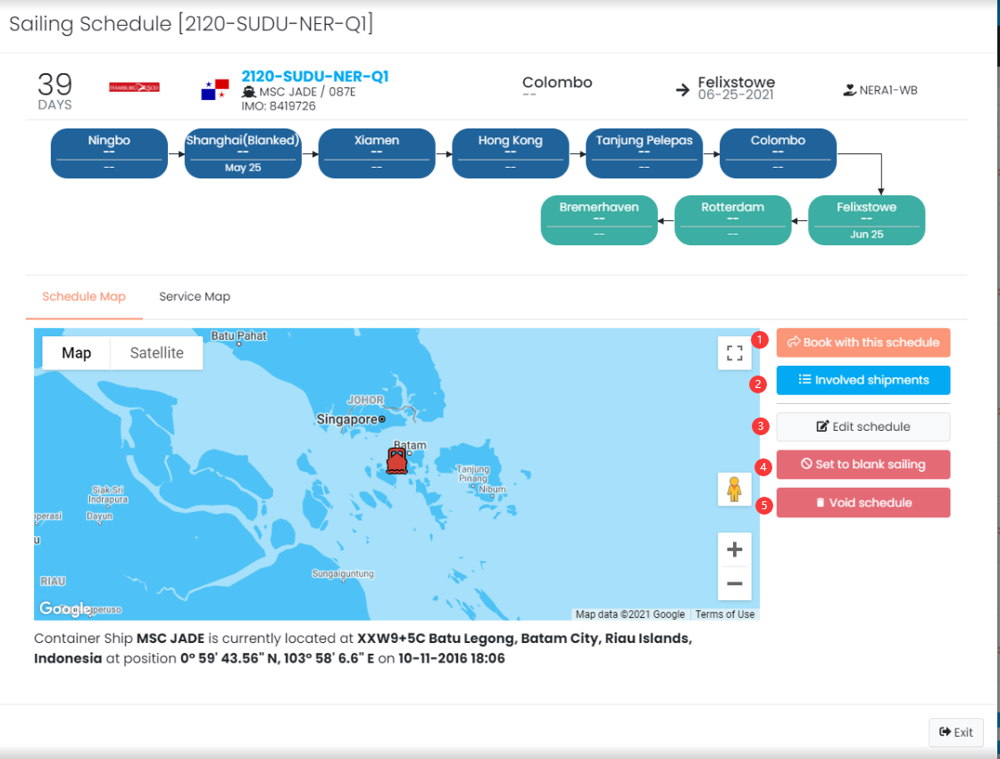 Sailing Schedule [2120-SUDU-NER-Q1]
39
DAYS
HAMBURG SÜD
2120-SUDU-NER-Q1
MSC JADE / 087E
IMO: 8419726
Colombo
--
Felixstowe
06-25-2021
NERA1-WB
Ningbo
--
--
Shanghai(Blanked)
--
May 25
Xiamen
--
--
Hong Kong
--
--
Tanjung Pelepas
--
--
Colombo
--
--
Bremerhaven
--
--
Rotterdam
--
--
Felixstowe
--
Jun 25
Schedule Map
Service Map
Map
Satellite
Batu Pahat
JOHOR
Singapore
Batam
Tanjung
Pinang
Nibum
Siak Sri
Indrapura
perasi
Dayun
u
Sungaiguntung
RIAU
Google
peruso
Map data ©2021 Google
Terms of Use
1
Book with this schedule
2
Involved shipments
3
Edit schedule
4
Set to blank sailing
5
Void schedule
Container Ship MSC JADE is currently located at XXW9+5C Batu Legong, Batam City, Riau Islands,
Indonesia at position 0° 59' 43.56" N, 103° 58' 6.6" E on 10-11-2016 18:06
Exit